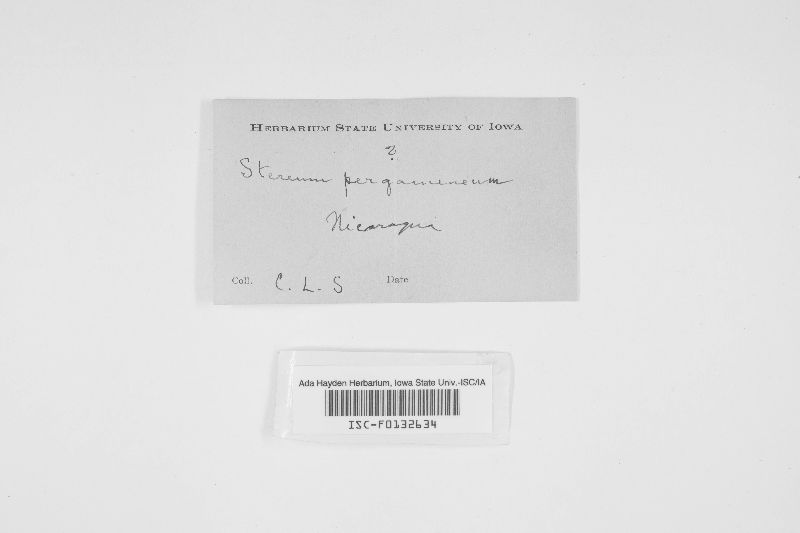 Herbarium State University of Iowa
?
Stereum pergameneum
Nicaragua
Coll. C. L. S Date
Ada Hayden Herbarium, Iowa State Univ.-ISC/IA
ISC-F0132634